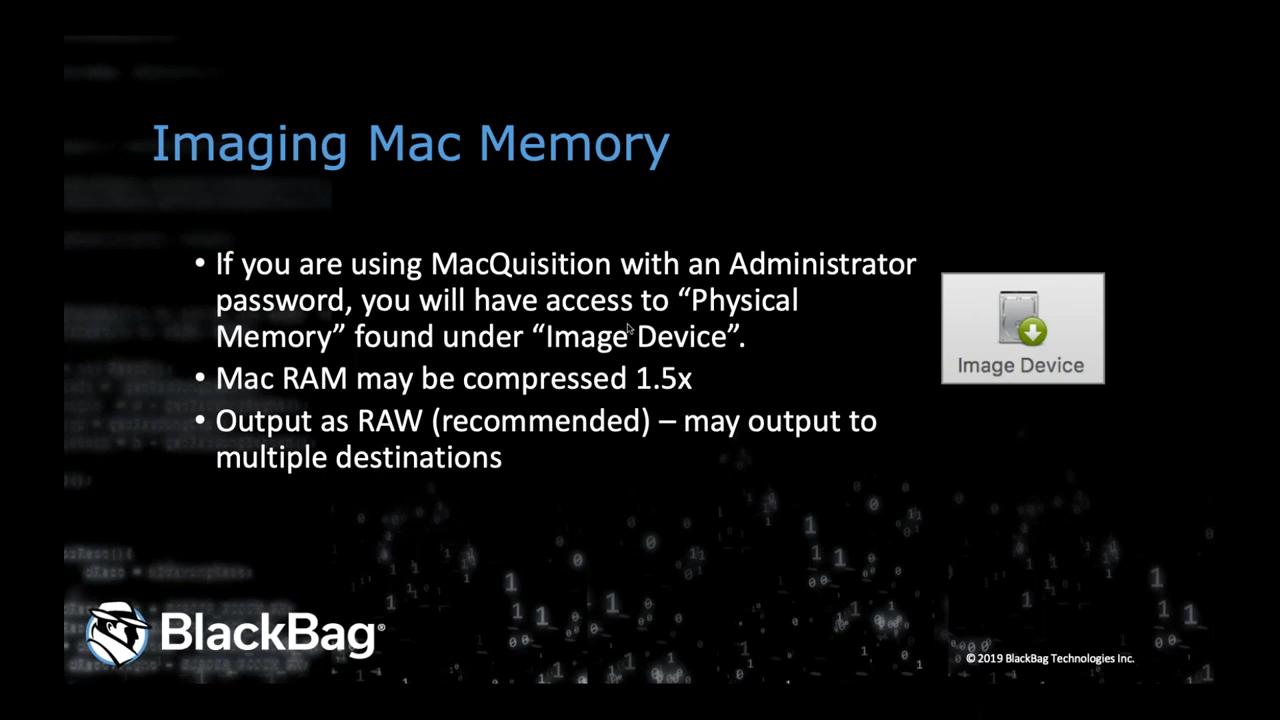 Imaging Mac Memory
• If you are using MacQuisition with an Administrator
password, you will have access to “Physical
Memory” found under “Image Device”.
• Mac RAM may be compressed 1.5x
• Output as RAW (recommended) – may output to
multiple destinations
Image Device
BlackBag®
© 2019 BlackBag Technologies Inc.